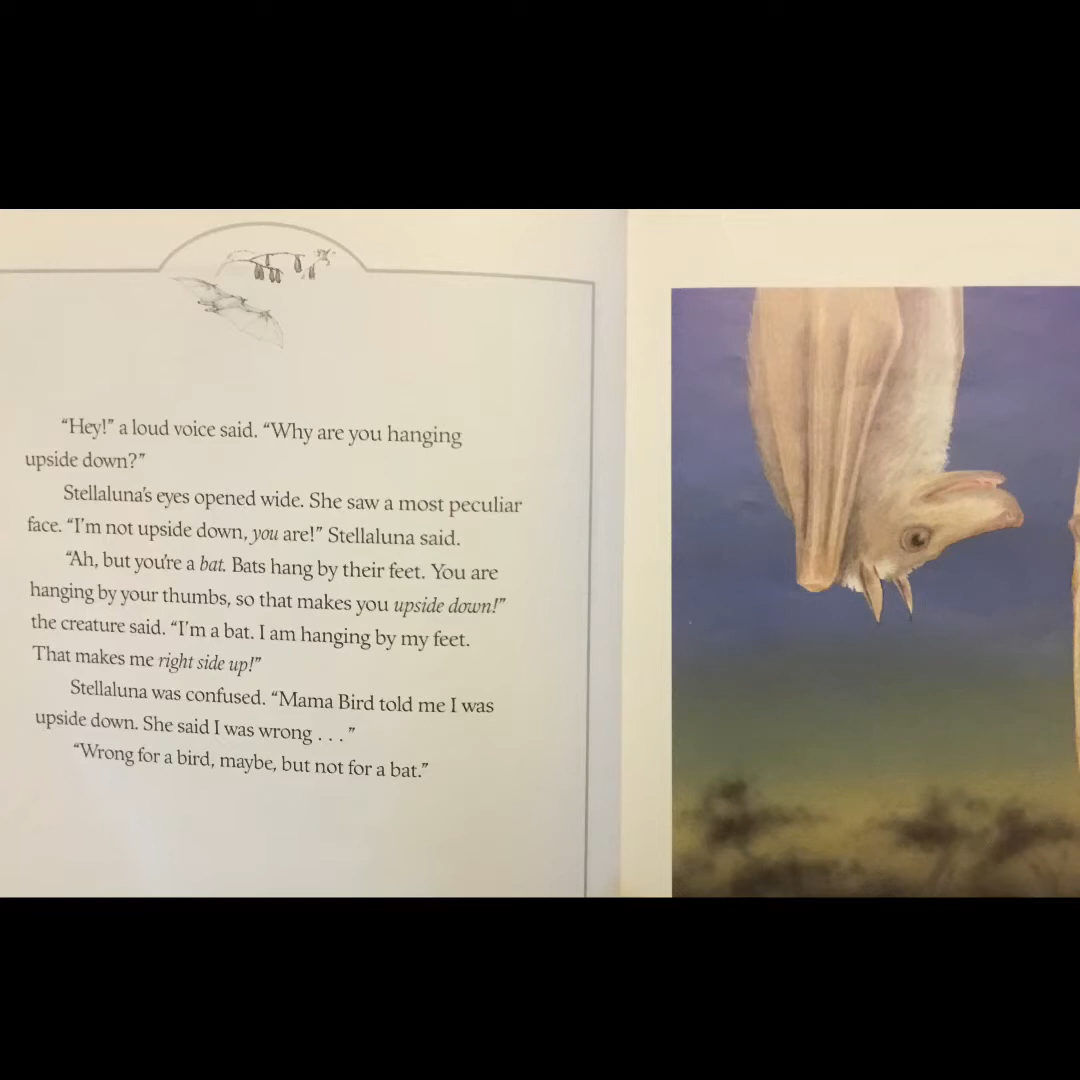 “Hey!” a loud voice said. “Why are you hanging
upside down?”
Stellaluna’s eyes opened wide. She saw a most peculiar
face. “I’m not upside down, you are!” Stellaluna said.
“Ah, but you’re a bat. Bats hang by their feet. You are
hanging by your thumbs, so that makes you upside down!”
the creature said. “I’m a bat. I am hanging by my feet.
That makes me right side up!”
Stellaluna was confused. “Mama Bird told me I was
upside down. She said I was wrong . . . ”
“Wrong for a bird, maybe, but not for a bat.”